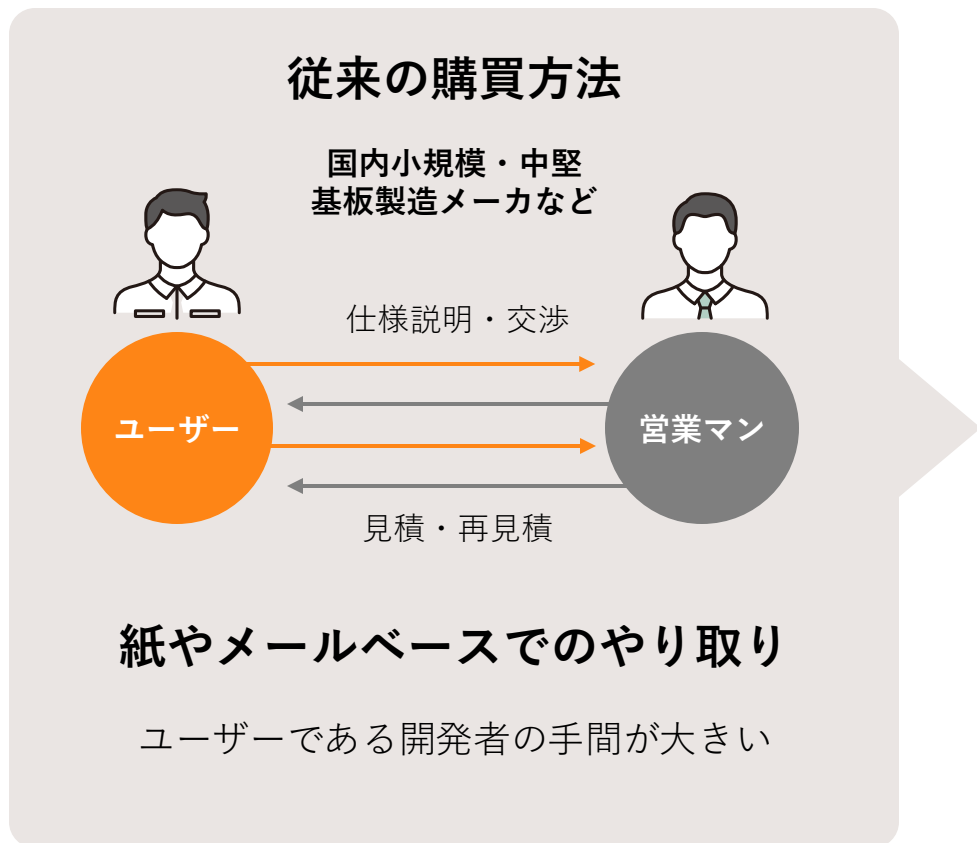 従来の購買方法
国内小規模・中堅
基板製造メーカなど
仕様説明・交渉
ユーザー
営業マン
見積・再見積
紙やメールベースでのやり取り
ユーザーである開発者の手間が大きい